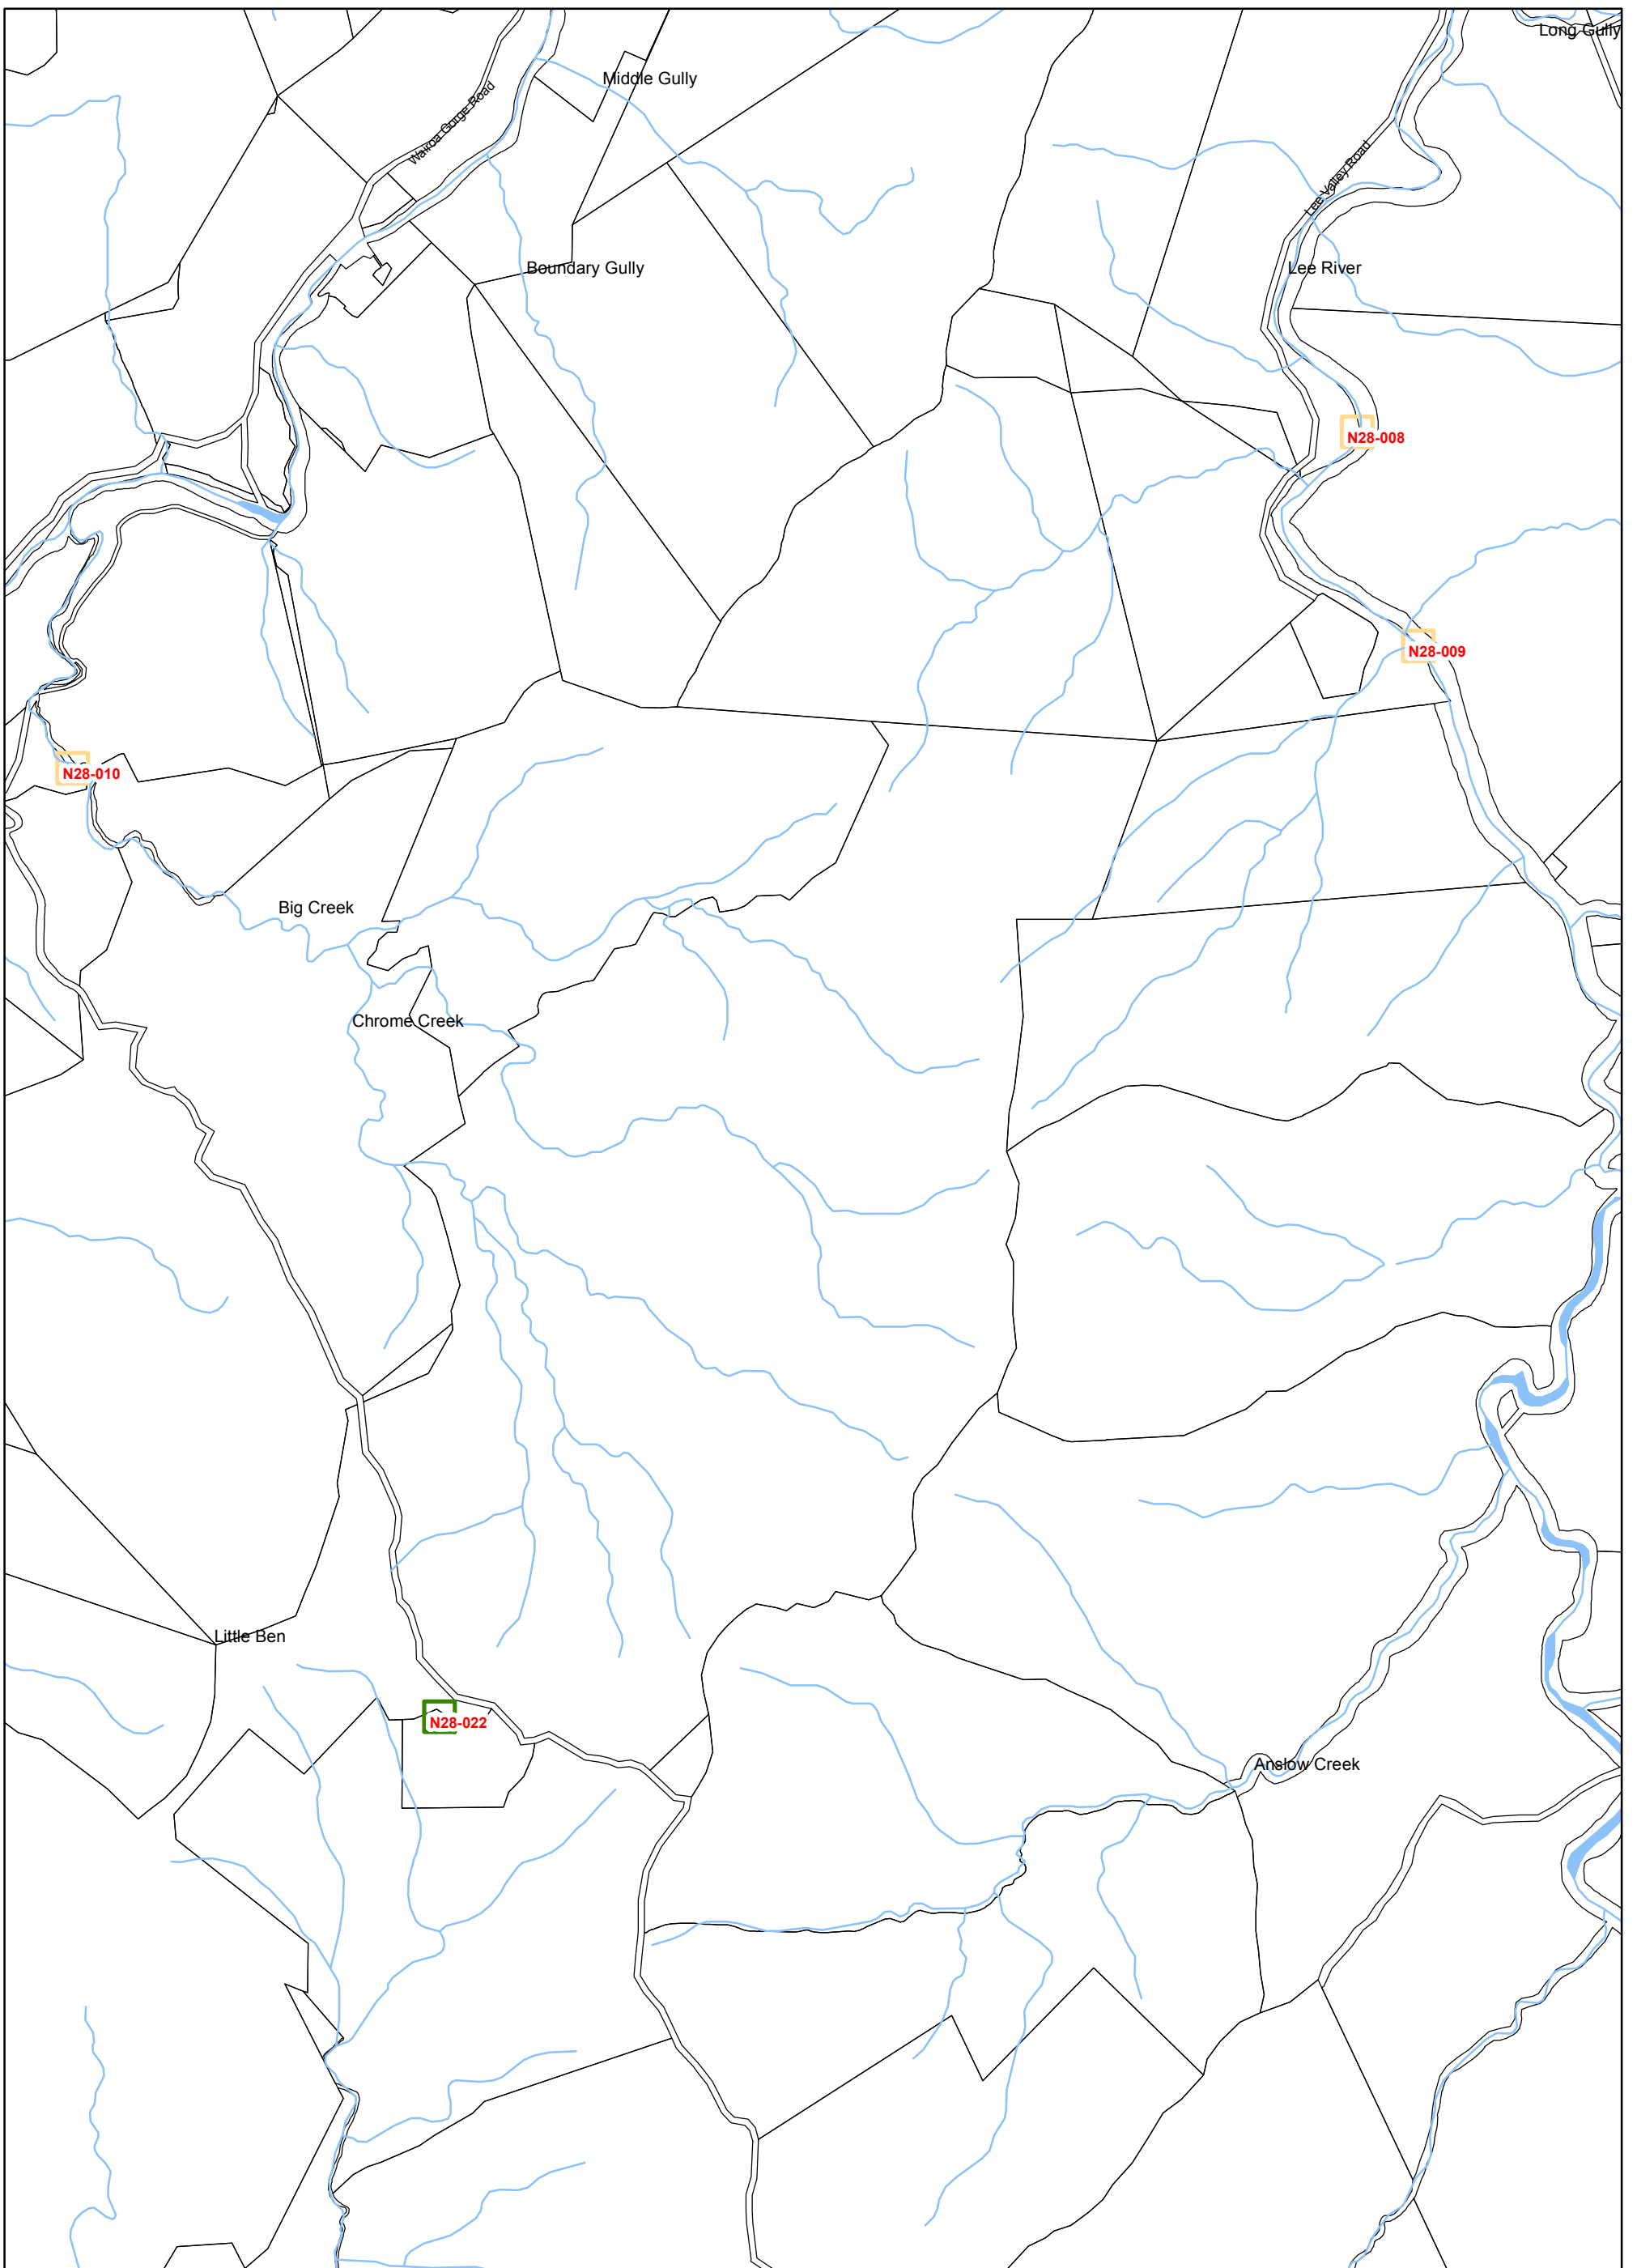 Long Gully
Middle Gully
Wairoa Gorge Road
Lee Valley Road
Boundary Gully
Lee River
N28-008
N28-009
N28-010
Big Creek
Chrome Creek
Little Ben
N28-022
Anslow Creek